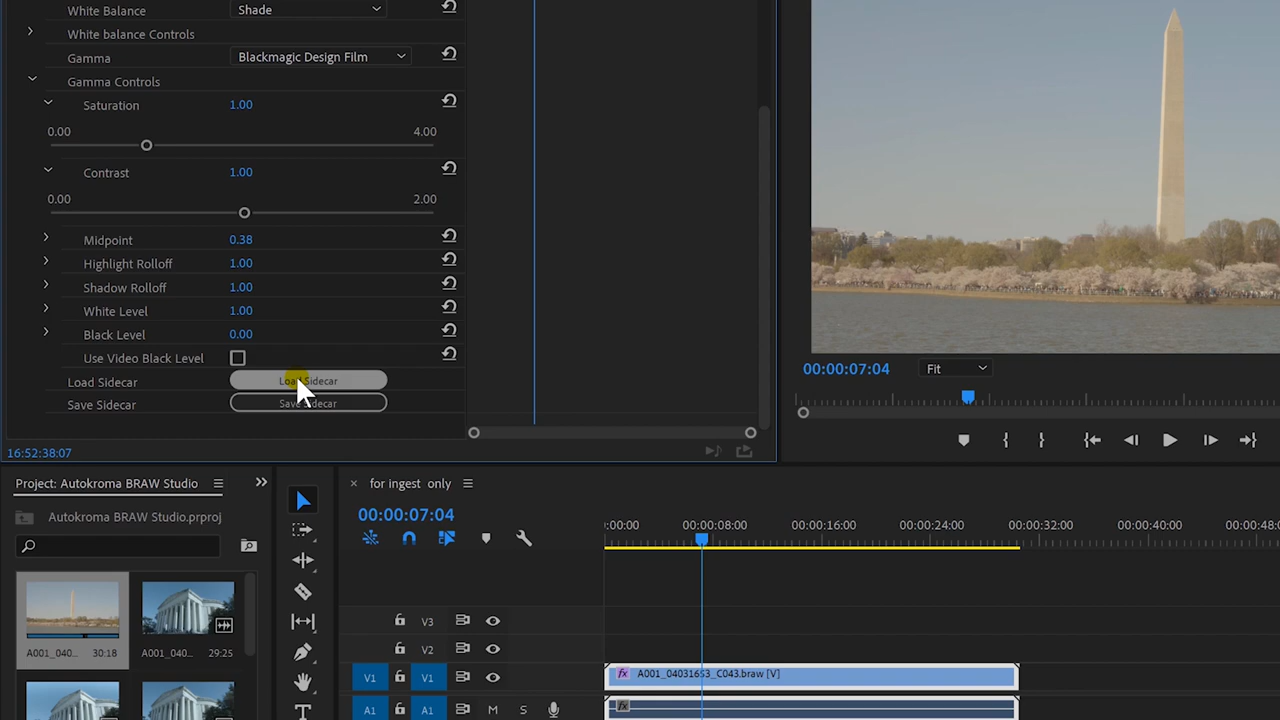 White Balance
Shade
White balance Controls
Gamma
Blackmagic Design Film
Gamma Controls
Saturation
1.00
0.00
4.00
Contrast
1.00
0.00
2.00
Midpoint
0.38
Highlight Rolloff
1.00
Shadow Rolloff
1.00
White Level
1.00
Black Level
0.00
Use Video Black Level
Load Sidecar
Load Sidecar
Save Sidecar
Save Sidecar
16:52:38:07
00:00:07:04
Fit
Project: Autokroma BRAW Studio
Autokroma BRAW Studio.prproj
A001_040...
30:18
A001_040...
29:25
for ingest only
00:00:07:04
:00:00
00:00:08:00
00:00:16:00
00:00:24:00
00:00:32:00
00:00:40:00
00:00:48:0
V3
V2
V1
V1
fx
A001_040316S3_C043.braw [V]
A1
A1
M
S
fx